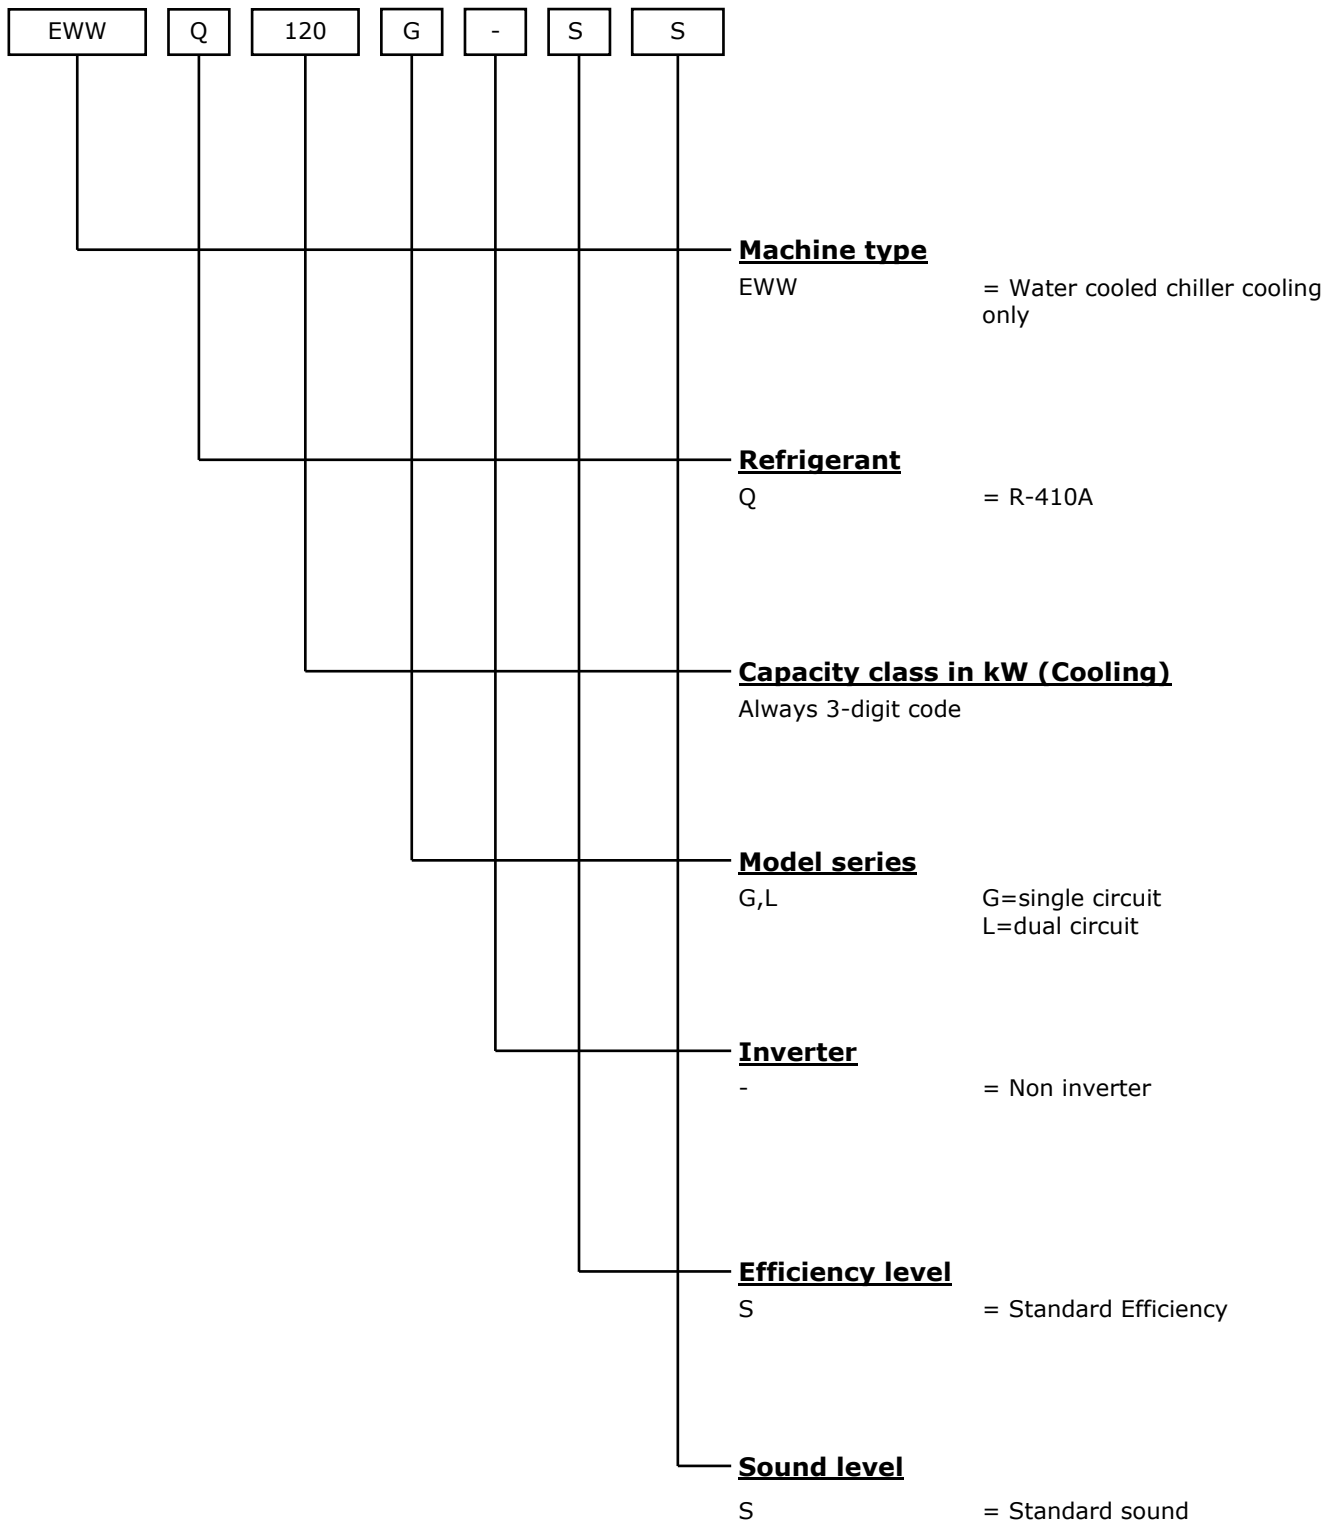 EWW Q 120 G - S S
Machine type
EWW = Water cooled chiller cooling
only
Refrigerant
Q = R-410A
Capacity class in kW (Cooling)
Always 3-digit code
Model series
G,L G=single circuit
L=dual circuit
Inverter
- = Non inverter
Efficiency level
S = Standard Efficiency
Sound level
S = Standard sound